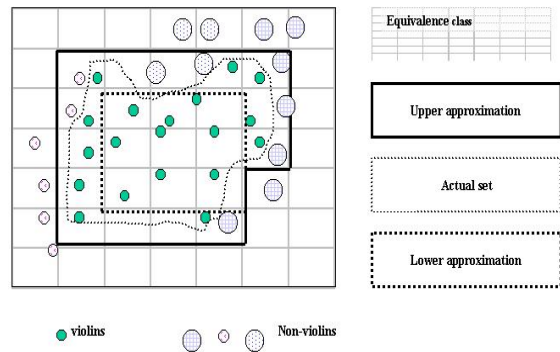 Equivalence class
Upper approximation
Actual set
Lower approximation
violins
Non-violins